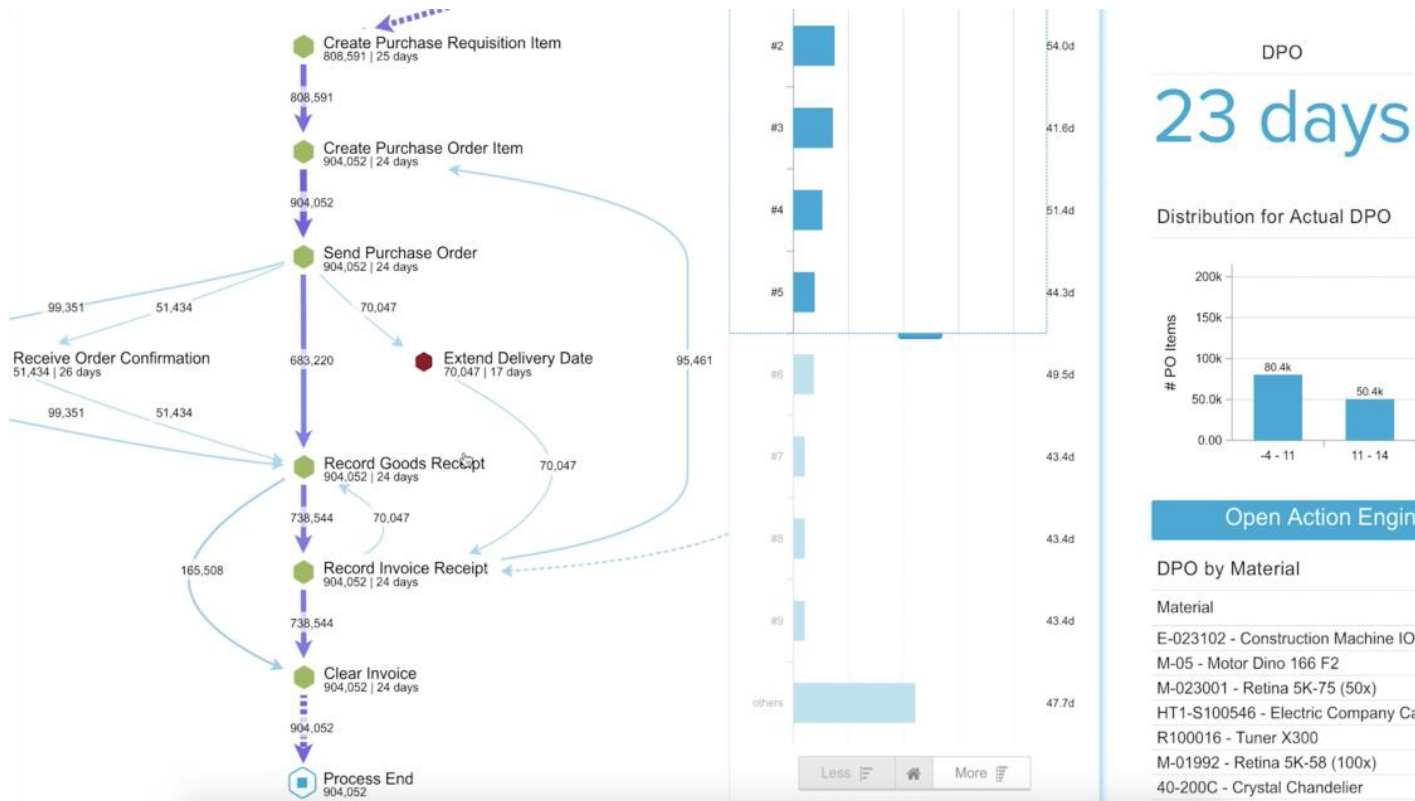 Create Purchase Requisition Item
808,591 | 25 days
808,591
Create Purchase Order Item
904,052 | 24 days
904,052
Send Purchase Order
904,052 | 24 days
99,351
51,434
70,047
Receive Order Confirmation
51,434 | 26 days
683,220
Extend Delivery Date
70,047 | 17 days
95,461
99,351
51,434
Record Goods Receipt
904,052 | 24 days
70,047
738,544
70,047
165,508
Record Invoice Receipt
904,052 | 24 days
738,544
Clear Invoice
904,052 | 24 days
904,052
Process End
904,052
#2 54.0d
#3 41.6d
#4 51.4d
#5 44.3d
#6 49.5d
#7 43.4d
#8 43.4d
#9 43.4d
others 47.7d
Less
More
DPO
23 days
Distribution for Actual DPO
# PO Items
200k
150k
100k
50.0k
0.00
80.4k
50.4k
-4 - 11
11 - 14
Open Action Engin
DPO by Material
Material
E-023102 - Construction Machine IO
M-05 - Motor Dino 166 F2
M-023001 - Retina 5K-75 (50x)
HT1-S100546 - Electric Company Ca
R100016 - Tuner X300
M-01992 - Retina 5K-58 (100x)
40-200C - Crystal Chandelier